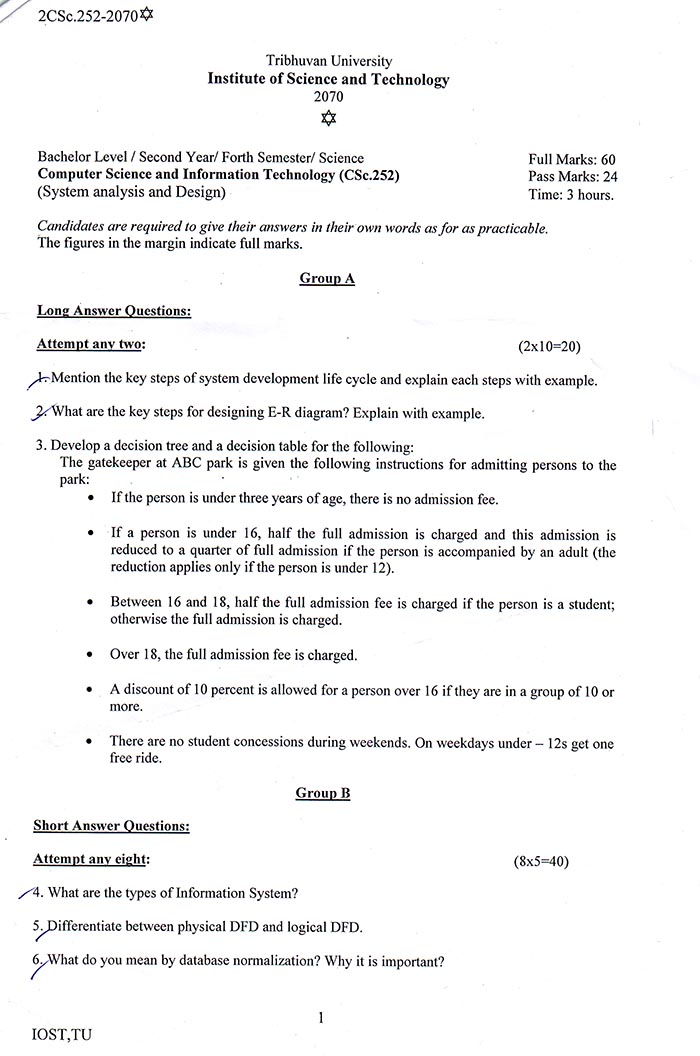 2CSc.252-2070✡
Tribhuvan University
Institute of Science and Technology
2070
✡
Bachelor Level / Second Year/ Forth Semester/ Science
Full Marks: 60
Computer Science and Information Technology (CSc.252)
Pass Marks: 24
(System analysis and Design)
Time: 3 hours.
Candidates are required to give their answers in their own words as for as practicable.
The figures in the margin indicate full marks.
Group A
Long Answer Questions:
Attempt any two:
(2x10=20)
1. Mention the key steps of system development life cycle and explain each steps with example.
2. What are the key steps for designing E-R diagram? Explain with example.
3. Develop a decision tree and a decision table for the following:
The gatekeeper at ABC park is given the following instructions for admitting persons to the
park:
• If the person is under three years of age, there is no admission fee.
• If a person is under 16, half the full admission is charged and this admission is
reduced to a quarter of full admission if the person is accompanied by an adult (the
reduction applies only if the person is under 12).
• Between 16 and 18, half the full admission fee is charged if the person is a student;
otherwise the full admission is charged.
• Over 18, the full admission fee is charged.
• A discount of 10 percent is allowed for a person over 16 if they are in a group of 10 or
more.
• There are no student concessions during weekends. On weekdays under – 12s get one
free ride.
Group B
Short Answer Questions:
Attempt any eight:
(8x5=40)
4. What are the types of Information System?
5. Differentiate between physical DFD and logical DFD.
6. What do you mean by database normalization? Why it is important?
1
IOST,TU